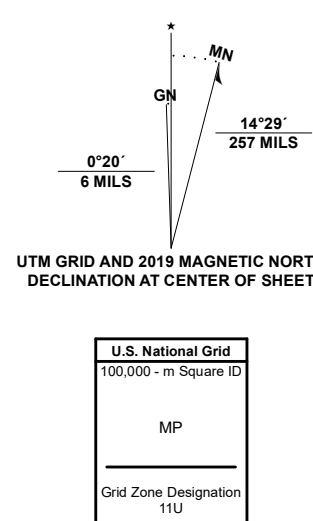 ★
MN
GN
14°29´
257 MILS
0°20´
6 MILS
UTM GRID AND 2019 MAGNETIC NORT
DECLINATION AT CENTER OF SHEET
U.S. National Grid
100,000 - m Square ID
MP
Grid Zone Designation
11U